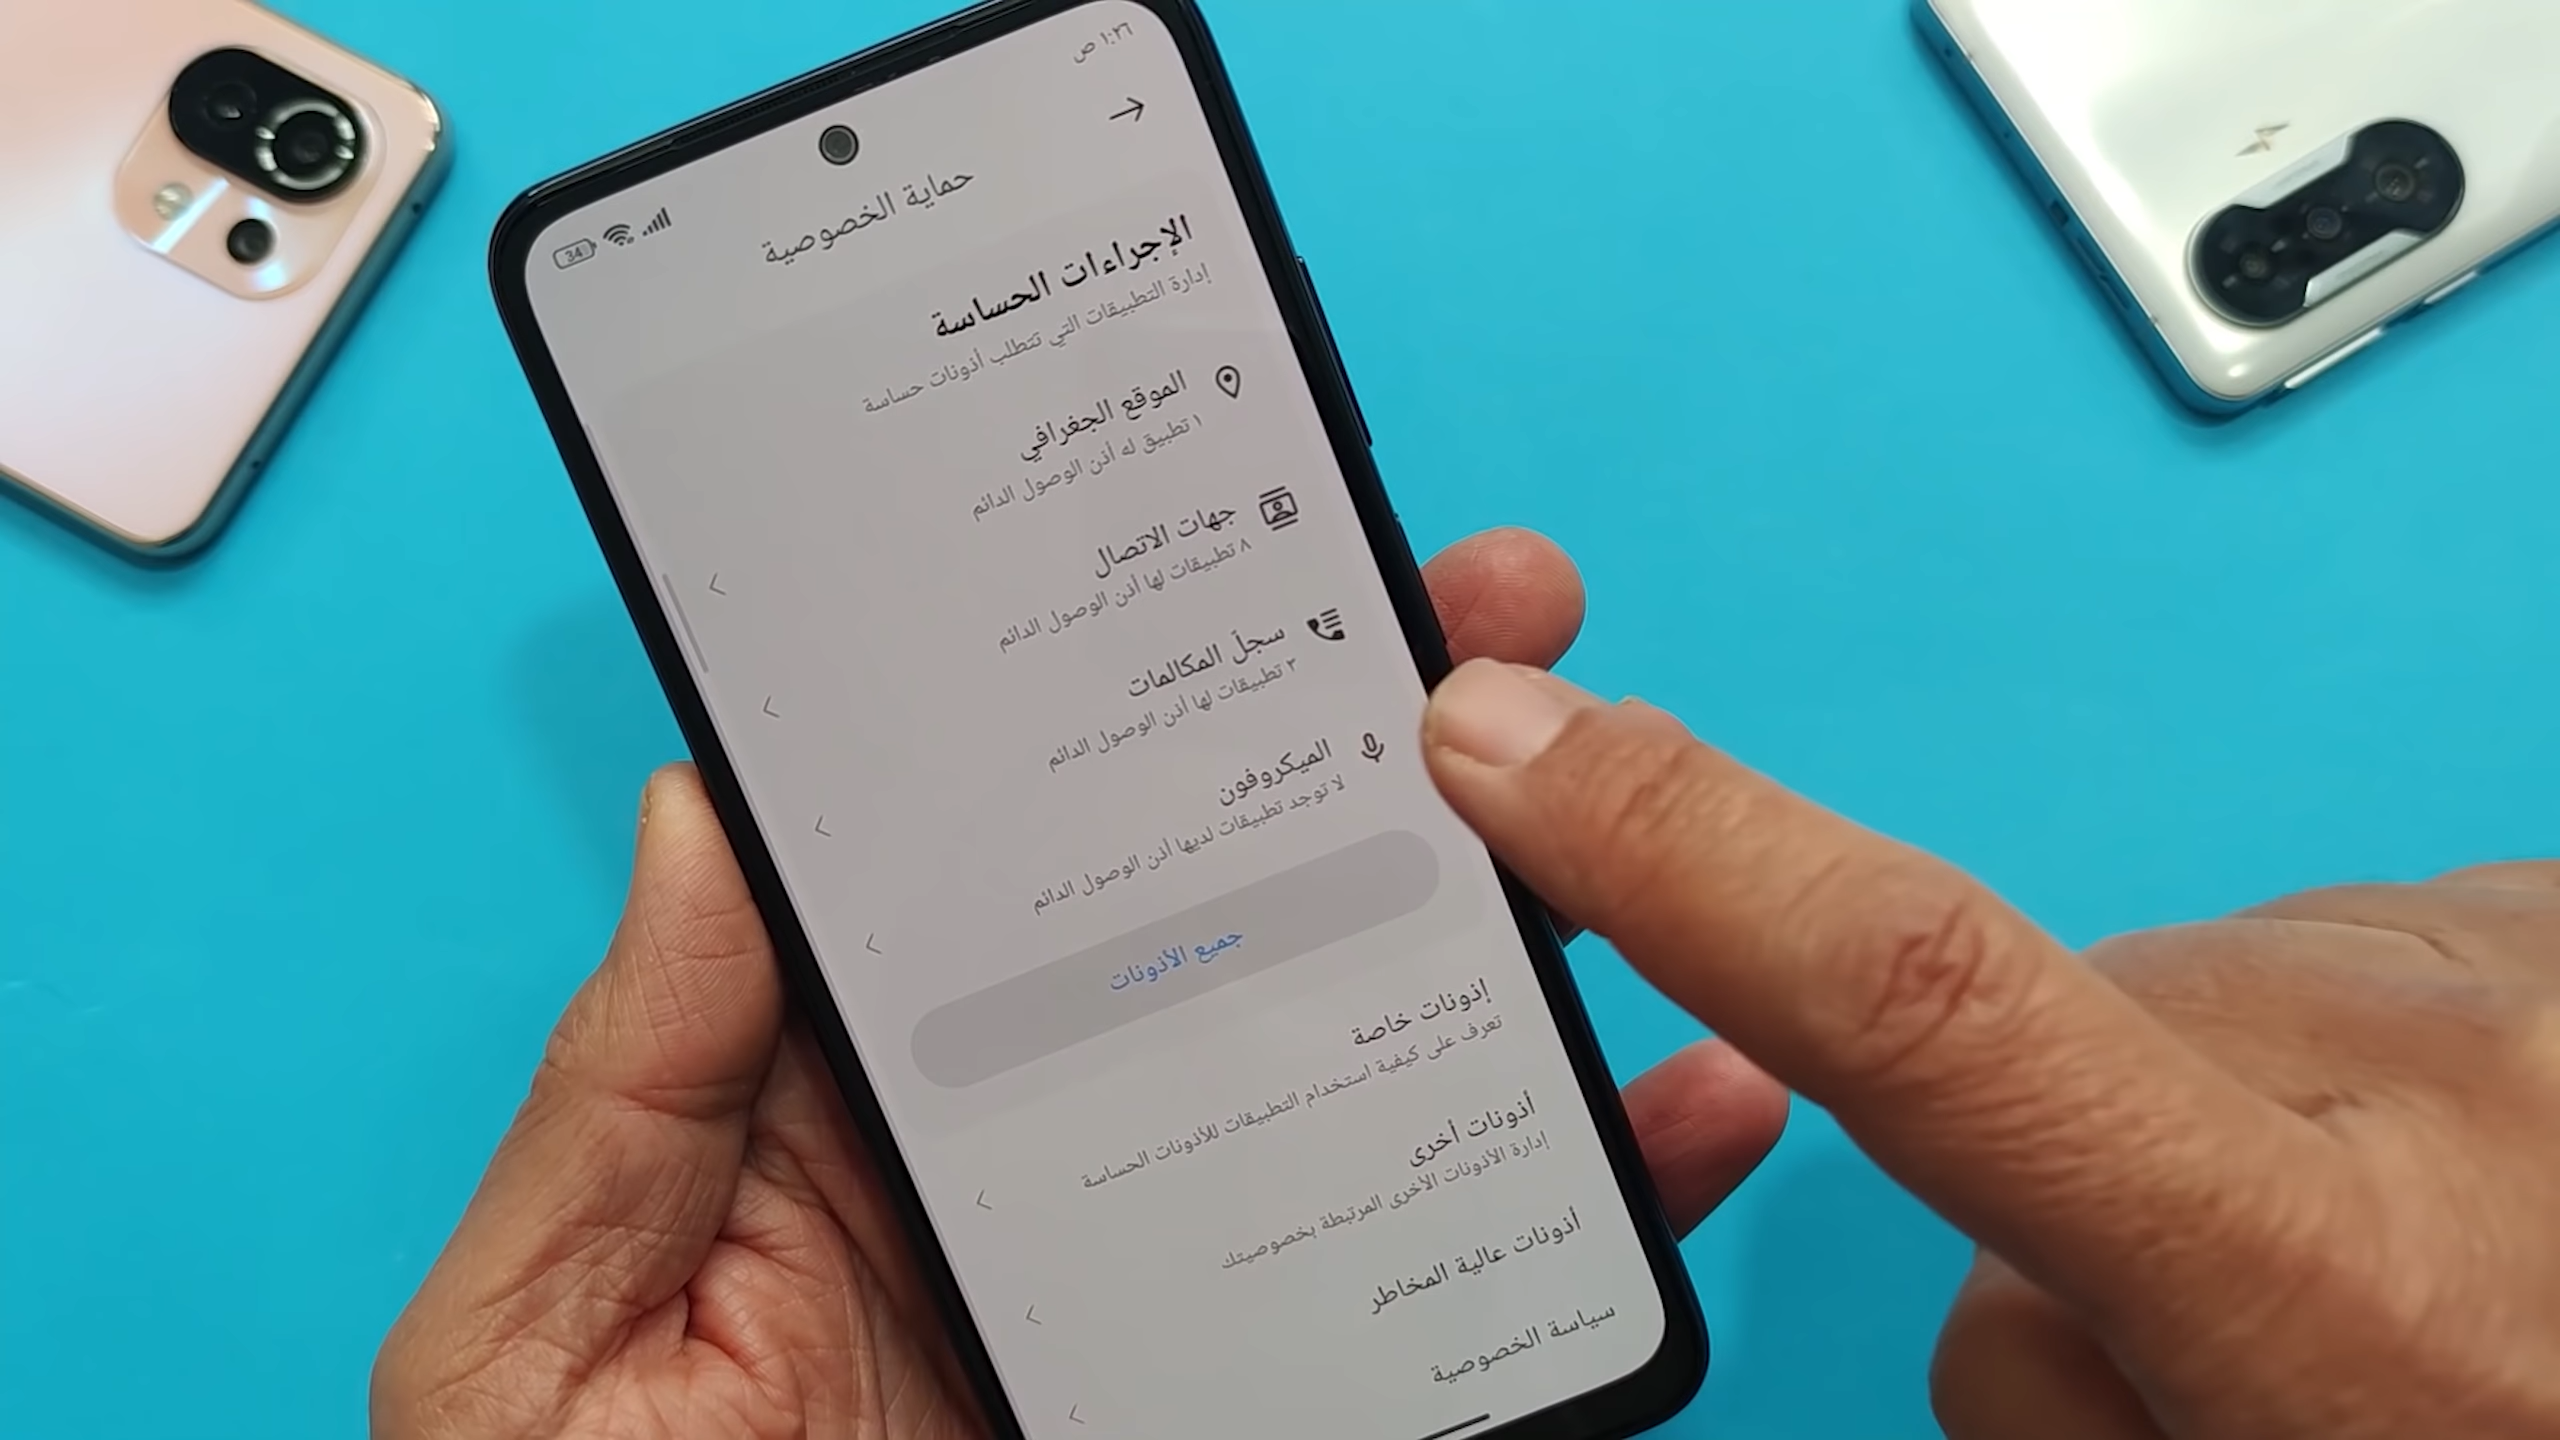 ١:٢٦ ص
34
حماية الخصوصية
الإجراءات الحساسة
إدارة التطبيقات التي تتطلب أذونات حساسة
الموقع الجغرافي
١ تطبيق له أذن الوصول الدائم
جهات الاتصال
٨ تطبيقات لها أذن الوصول الدائم
سجلّ المكالمات
٣ تطبيقات لها أذن الوصول الدائم
الميكروفون
لا توجد تطبيقات لديها أذن الوصول الدائم
جميع الأذونات
إذونات خاصة
تعرف على كيفية استخدام التطبيقات للأذونات الحساسة
أذونات أخرى
إدارة الأذونات الأخرى المرتبطة بخصوصيتك
أذونات عالية المخاطر
سياسة الخصوصية